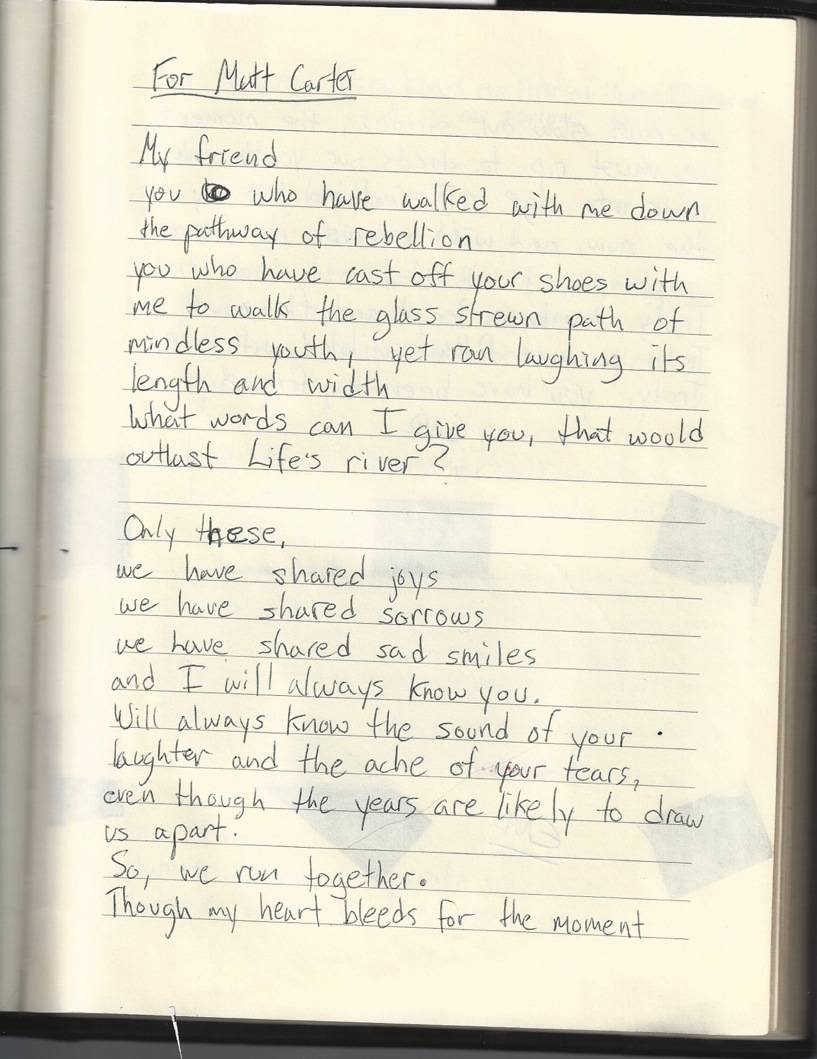 For Matt Carter
My friend
you who have walked with me down
the pathway of rebellion
you who have cast off your shoes with
me to walk the glass strewn path of
mindless youth, yet ran laughing its
length and width
What words can I give you, that would
outlast Life's river?
Only these,
we have shared joys
we have shared sorrows
we have shared sad smiles
and I will always know you.
Will always know the sound of your
laughter and the ache of your tears,
even though the years are likely to draw
us apart.
So, we run together.
Though my heart bleeds for the moment